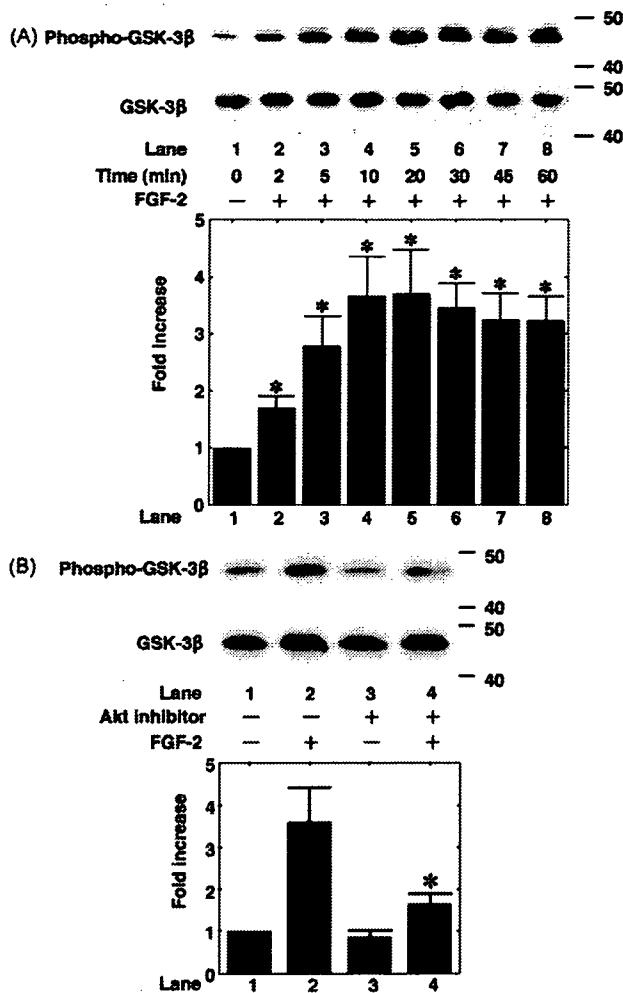 (A) Phospho-GSK-3β
50
40
GSK-3β
50
40
Lane 1 2 3 4 5 6 7 8
Time (min) 0 2 5 10 20 30 45 60
FGF-2 — + + + + + + +
Fold increase
5
4
3
2
1
0
* * * * * * *
Lane 1 2 3 4 5 6 7 8
(B) Phospho-GSK-3β
50
40
GSK-3β
50
40
Lane 1 2 3 4
Akt inhibitor — — + +
FGF-2 — + — +
Fold increase
5
4
3
2
1
0
*
Lane 1 2 3 4